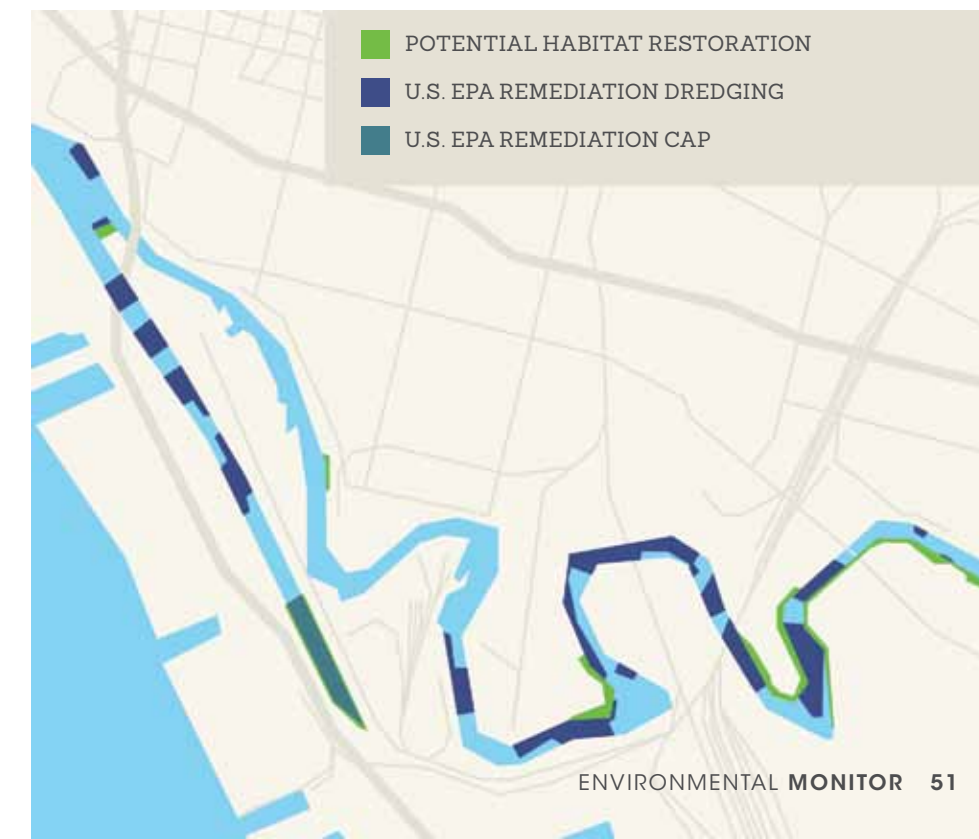 POTENTIAL HABITAT RESTORATION
U.S. EPA REMEDIATION DREDGING
U.S. EPA REMEDIATION CAP
ENVIRONMENTAL MONITOR 51